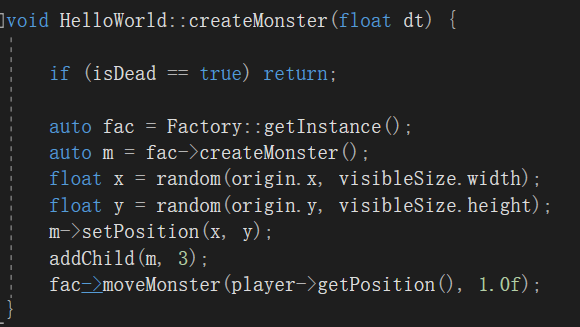 void HelloWorld::createMonster(float dt) {
if (isDead == true) return;
auto fac = Factory::getInstance();
auto m = fac->createMonster();
float x = random(origin.x, visibleSize.width);
float y = random(origin.y, visibleSize.height);
m->setPosition(x, y);
addChild(m, 3);
fac->moveMonster(player->getPosition(), 1.0f);
}